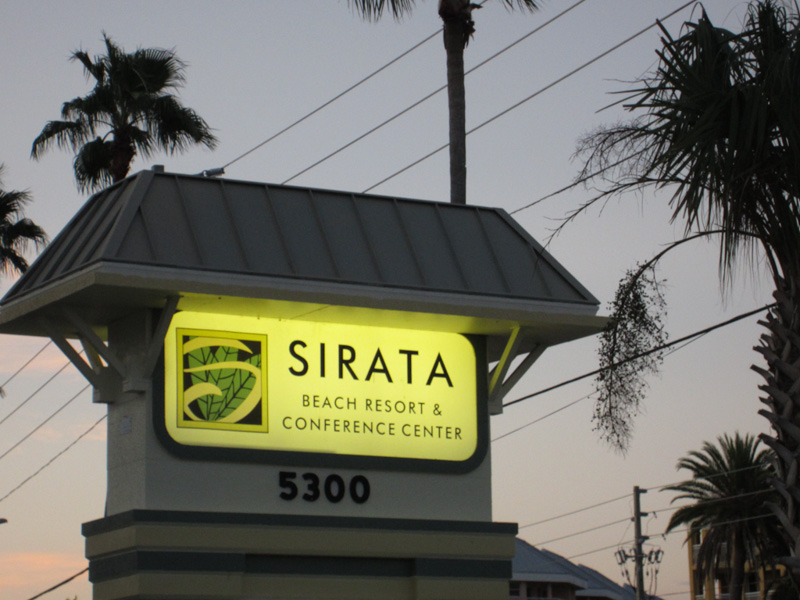 SIRATA
BEACH RESORT &
CONFERENCE CENTER
5300